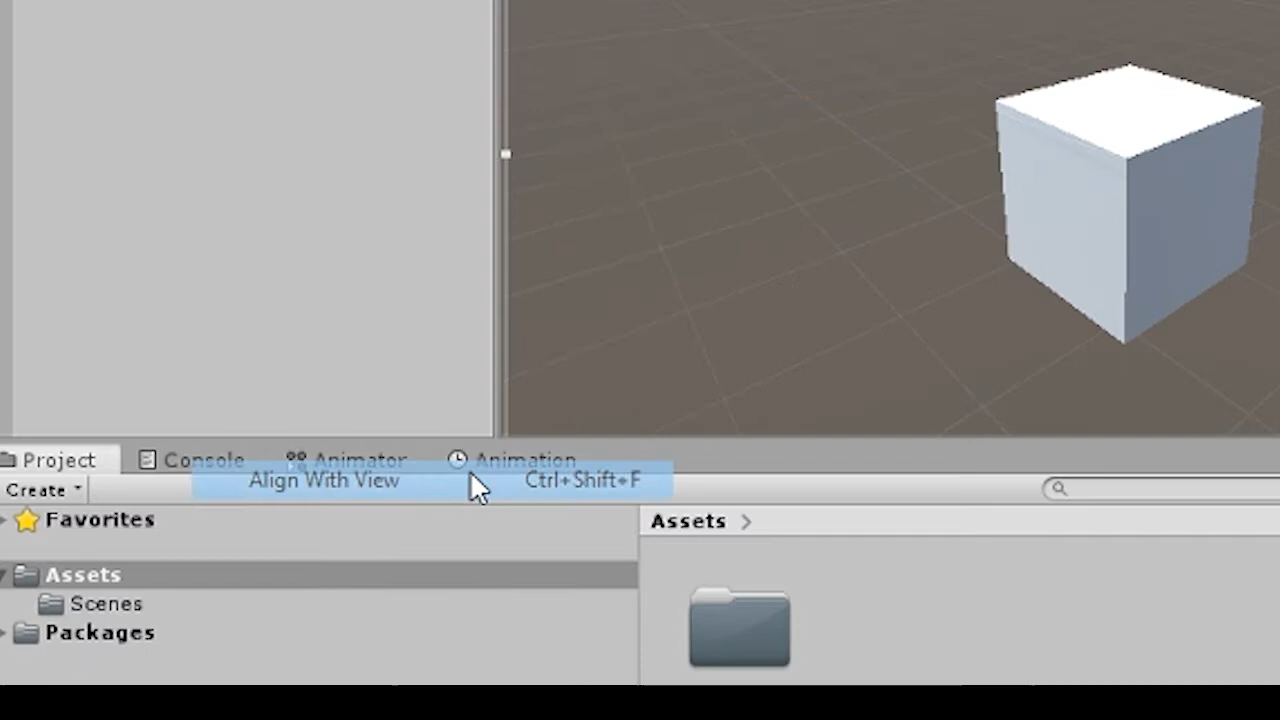 Project Console Animator Animation
Align With View Ctrl+Shift+F
Create
Favorites
Assets >
Assets
Scenes
Packages